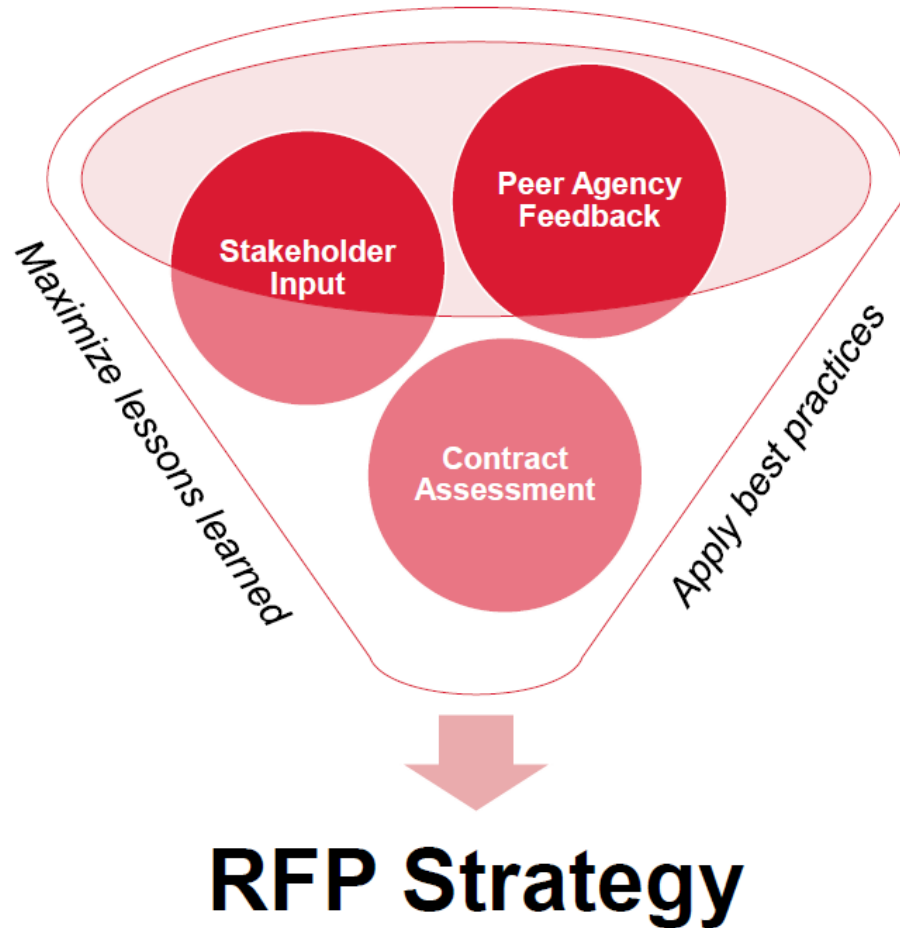 Peer Agency
Feedback
Stakeholder
Input
Maximize lessons learned
Apply best practices
Contract
Assessment
RFP Strategy